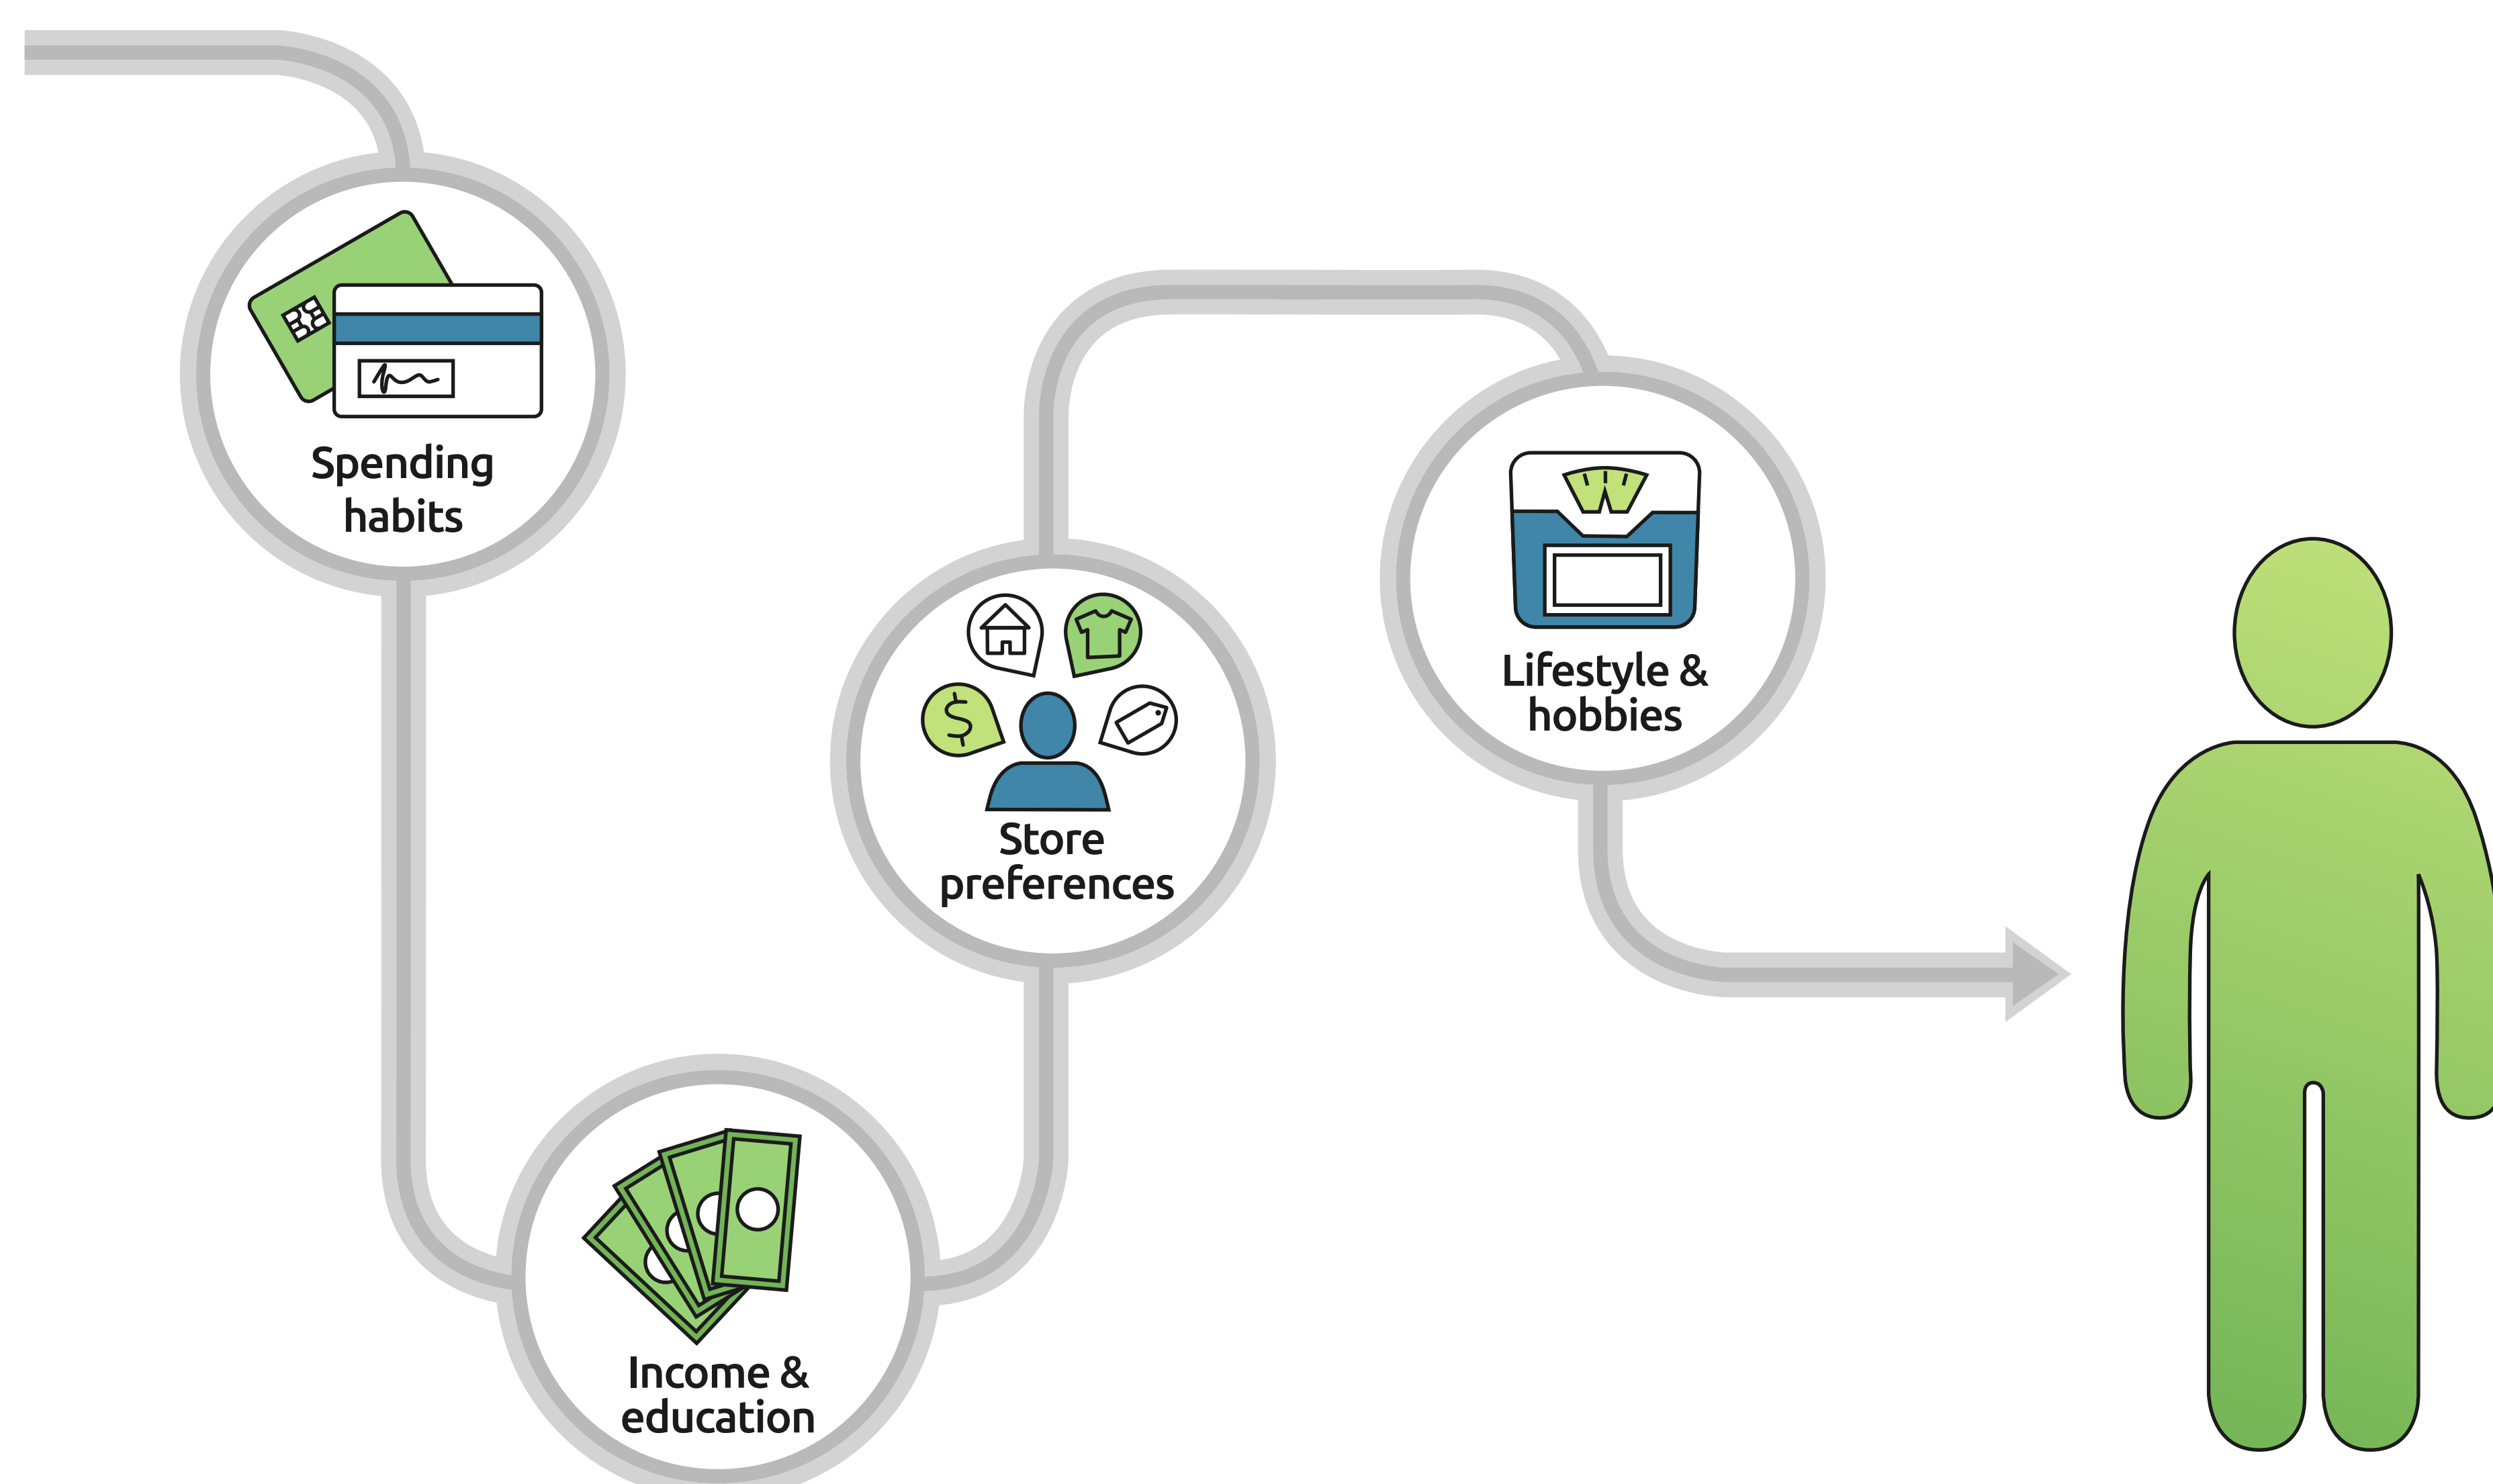 Spending
habits
Income &
education
Store
preferences
Lifestyle &
hobbies